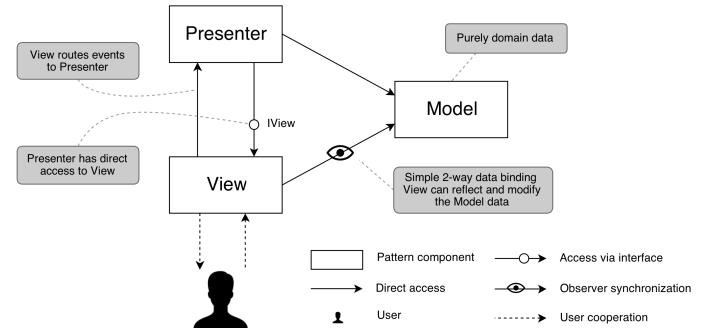 Presenter
Purely domain data
View routes events
to Presenter
Model
IView
Presenter has direct
access to View
View
Simple 2-way data binding
View can reflect and modify
the Model data
Pattern component
Access via interface
Direct access
Observer synchronization
User
User cooperation